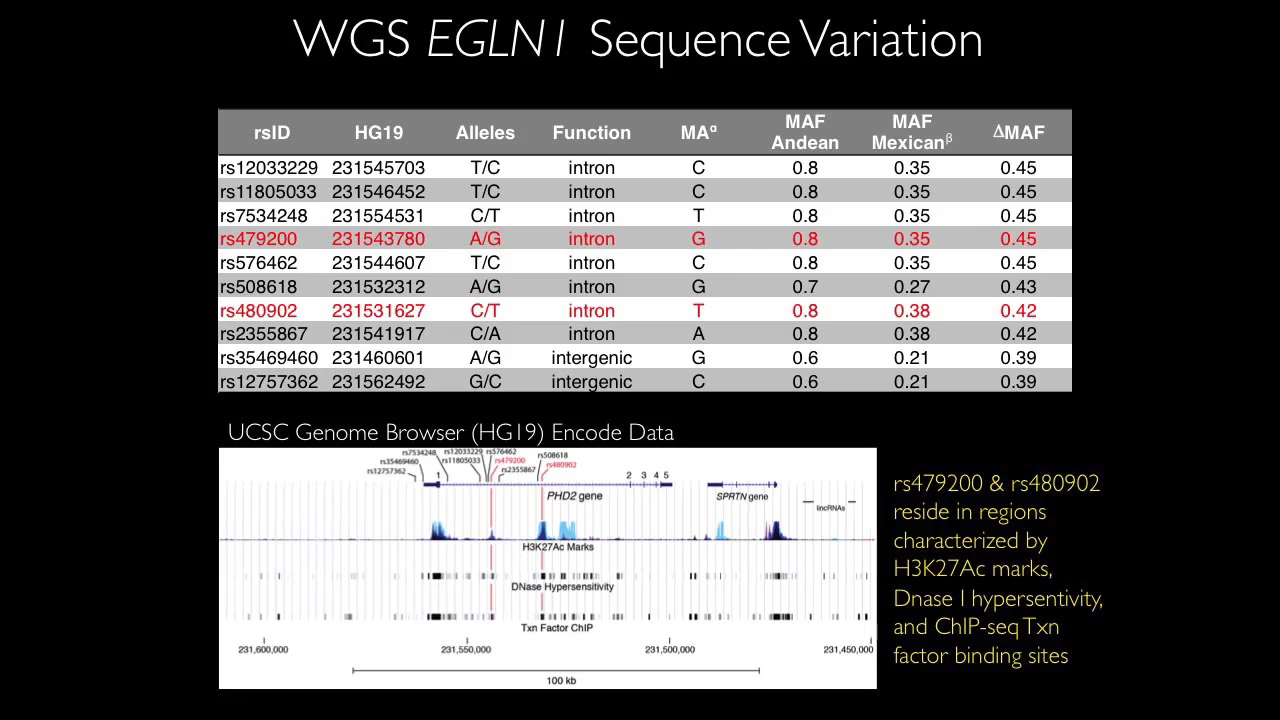 WGS EGLN1 Sequence Variation
rsID HG19 Alleles Function MAα MAF Andean MAF Mexicanβ ΔMAF
rs12033229 231545703 T/C intron C 0.8 0.35 0.45
rs11805033 231546452 T/C intron C 0.8 0.35 0.45
rs7534248 231554531 C/T intron T 0.8 0.35 0.45
rs479200 231543780 A/G intron G 0.8 0.35 0.45
rs576462 231544607 T/C intron C 0.8 0.35 0.45
rs508618 231532312 A/G intron G 0.7 0.27 0.43
rs480902 231531627 C/T intron T 0.8 0.38 0.42
rs2355867 231541917 C/A intron A 0.8 0.38 0.42
rs35469460 231460601 A/G intergenic G 0.6 0.21 0.39
rs12757362 231562492 G/C intergenic C 0.6 0.21 0.39
UCSC Genome Browser (HG19) Encode Data
rs7534248 rs12033229 rs576462 rs508618
rs35469460 rs11805033 rs479200 rs480902
rs12757362 rs2355867
1 2 3 4 5
PHD2 gene SPRTN gene
lincRNAs
H3K27Ac Marks
DNase Hypersensitivity
Txn Factor ChIP
231,600,000 231,550,000 231,500,000 231,450,000
100 kb
rs479200 & rs480902
reside in regions
characterized by
H3K27Ac marks,
Dnase I hypersentivity,
and ChIP-seq Txn
factor binding sites